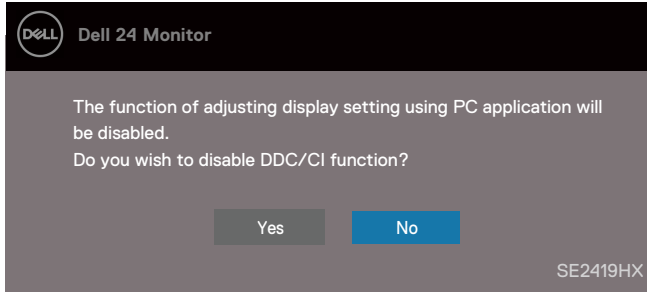 DELL Dell 24 Monitor
The function of adjusting display setting using PC application will
be disabled.
Do you wish to disable DDC/CI function?
Yes No
SE2419HX